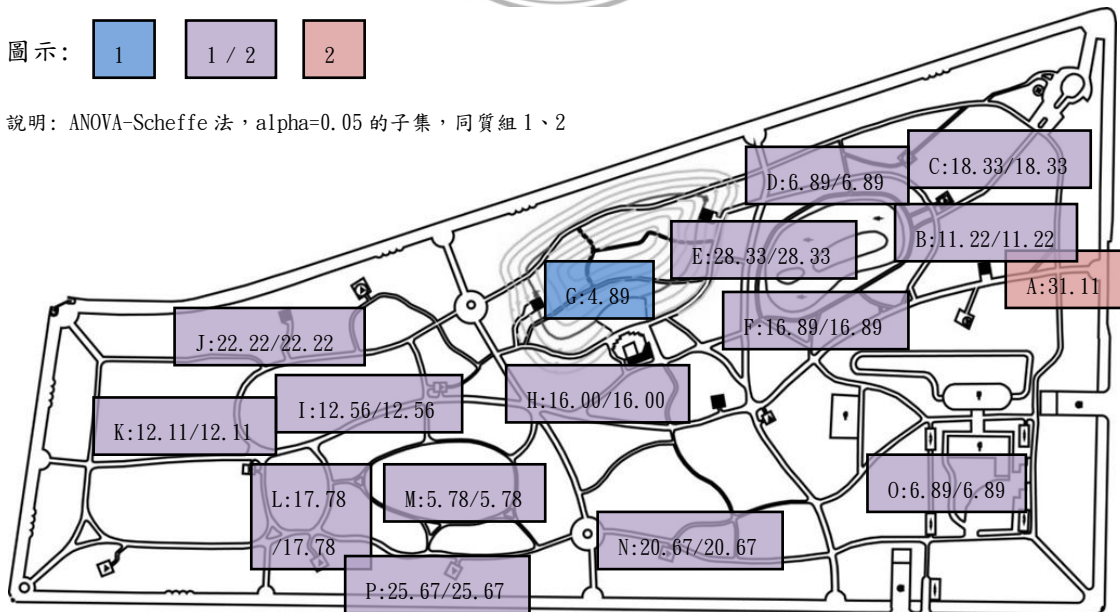 圖示: 1 1 / 2 2
說明: ANOVA-Scheffe 法，alpha=0.05 的子集，同質組 1、2
C:18.33/18.33
D:6.89/6.89
B:11.22/11.22
E:28.33/28.33
A:31.11
G:4.89
F:16.89/16.89
J:22.22/22.22
H:16.00/16.00
I:12.56/12.56
K:12.11/12.11
L:17.78
/17.78
M:5.78/5.78
O:6.89/6.89
N:20.67/20.67
P:25.67/25.67